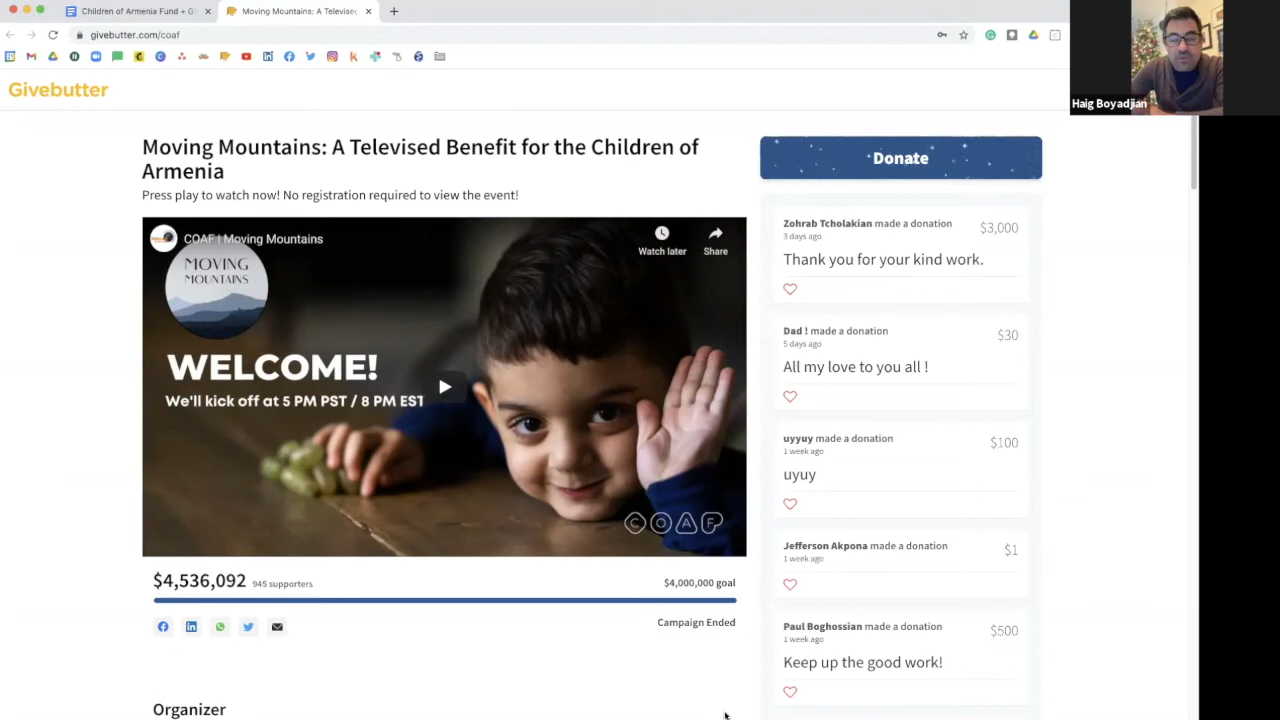 Children of Armenia Fund + G
Moving Mountains: A Televised
givebutter.com/coaf
Haig Boyadjian
Givebutter
Moving Mountains: A Televised Benefit for the Children of
Armenia
Press play to watch now! No registration required to view the event!
COAF | Moving Mountains
Watch later
Share
MOVING
MOUNTAINS
WELCOME!
We'll kick off at 5 PM PST / 8 PM EST
COAF
$4,536,092 945 supporters
$4,000,000 goal
Campaign Ended
Organizer
Donate
Zohrab Tcholakian made a donation
$3,000
3 days ago
Thank you for your kind work.
Dad ! made a donation
$30
5 days ago
All my love to you all !
uyyuy made a donation
$100
1 week ago
uyuy
Jefferson Akpona made a donation
$1
1 week ago
Paul Boghossian made a donation
$500
1 week ago
Keep up the good work!